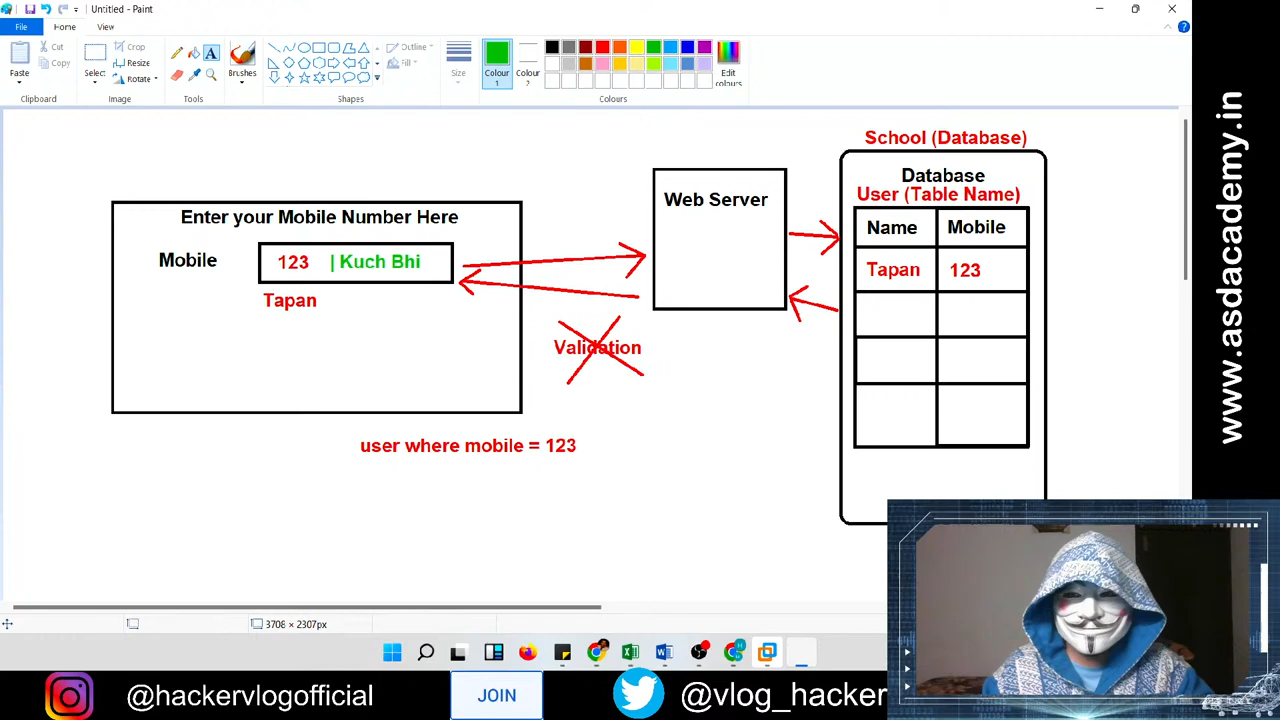 Untitled - Paint
File
Home
View
Paste
Cut
Copy
Clipboard
Select
Crop
Resize
Rotate
Image
A
Tools
Brushes
Outline
Fill
Shapes
Size
Colour 1
Colour 2
Edit colours
Colours
School (Database)
Database
User (Table Name)
Name Mobile
Tapan 123
Web Server
Enter your Mobile Number Here
Mobile 123 | Kuch Bhi
Tapan
Validation
user where mobile = 123
3708 × 2307px
@hackervlogofficial
JOIN
@vlog_hacker
www.asdacademy.in